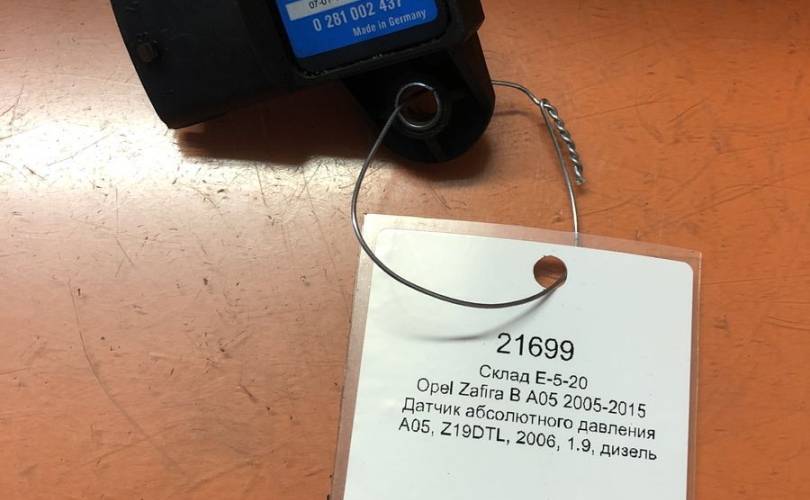 0 281 002 437
Made in Germany
21699
Склад E-5-20
Opel Zafira B A05 2005-2015
Датчик абсолютного давления
A05, Z19DTL, 2006, 1.9, дизель